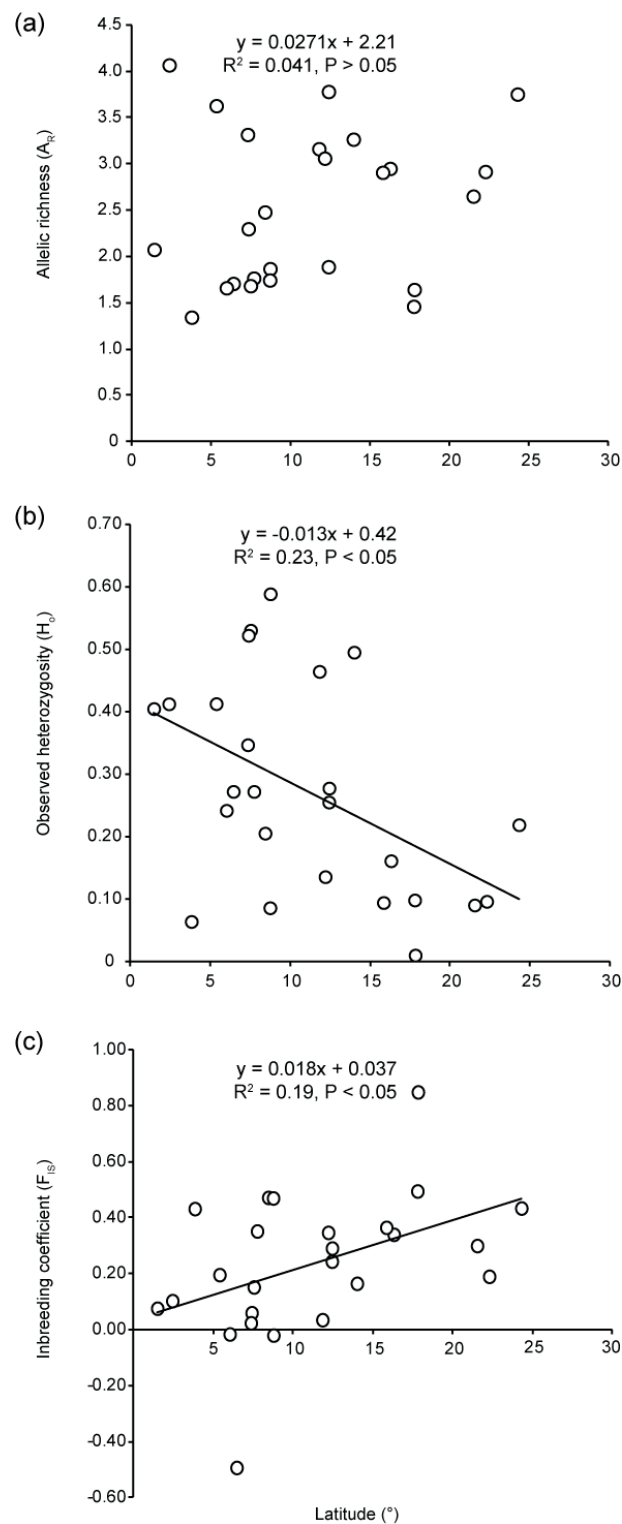 (a)
4.5
y = 0.0271x + 2.21
R² = 0.041, P > 0.05
4.0
3.5
3.0
2.5
2.0
1.5
1.0
0.5
0
Allelic richness (A_R)
0 5 10 15 20 25 30
(b)
0.70
y = -0.013x + 0.42
R² = 0.23, P < 0.05
0.60
0.50
0.40
0.30
0.20
0.10
0
Observed heterozygosity (H_o)
0 5 10 15 20 25 30
(c)
1.00
y = 0.018x + 0.037
R² = 0.19, P < 0.05
0.80
0.60
0.40
0.20
0.00
-0.20
-0.40
-0.60
Inbreeding coefficient (F_IS)
5 10 15 20 25 30
Latitude (°)